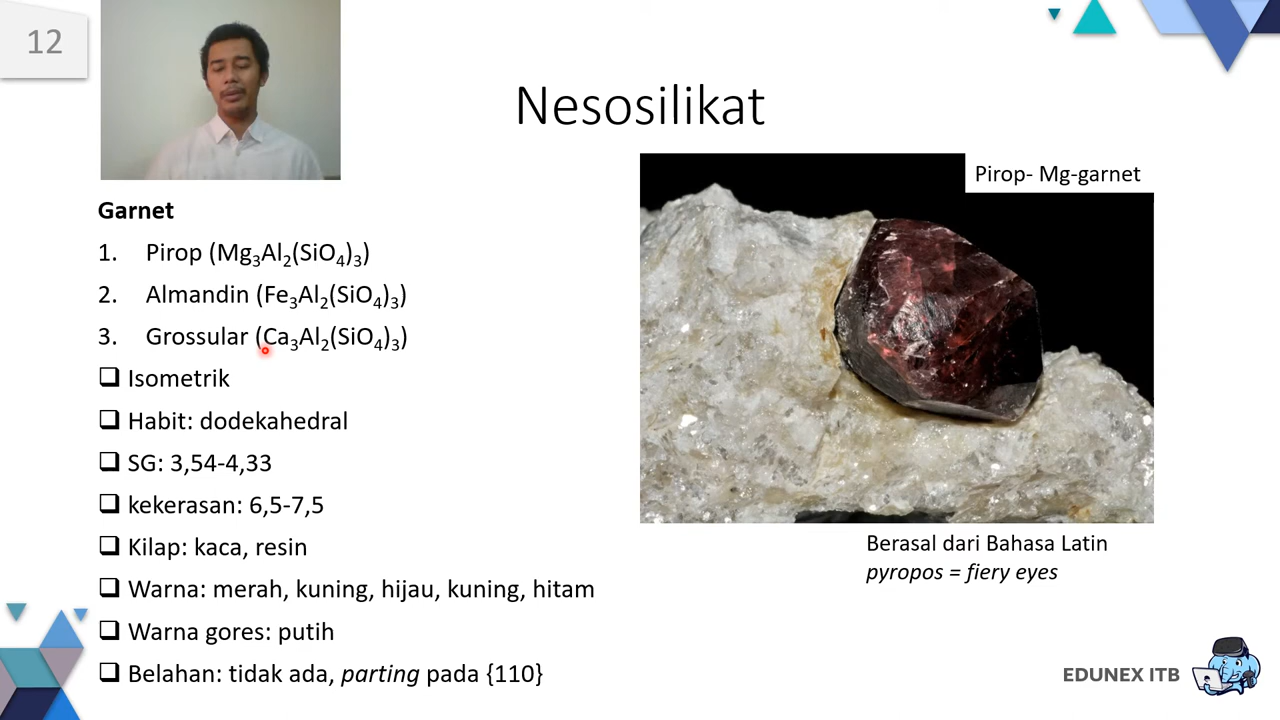 12
Nesosilikat
Pirop- Mg-garnet
Garnet
1. Pirop (Mg₃Al₂(SiO₄)₃)
2. Almandin (Fe₃Al₂(SiO₄)₃)
3. Grossular (Ca₃Al₂(SiO₄)₃)
❑ Isometrik
❑ Habit: dodekahedral
❑ SG: 3,54-4,33
❑ kekerasan: 6,5-7,5
❑ Kilap: kaca, resin
❑ Warna: merah, kuning, hijau, kuning, hitam
❑ Warna gores: putih
❑ Belahan: tidak ada, parting pada {110}
Berasal dari Bahasa Latin
pyropos = fiery eyes
EDUNEX ITB